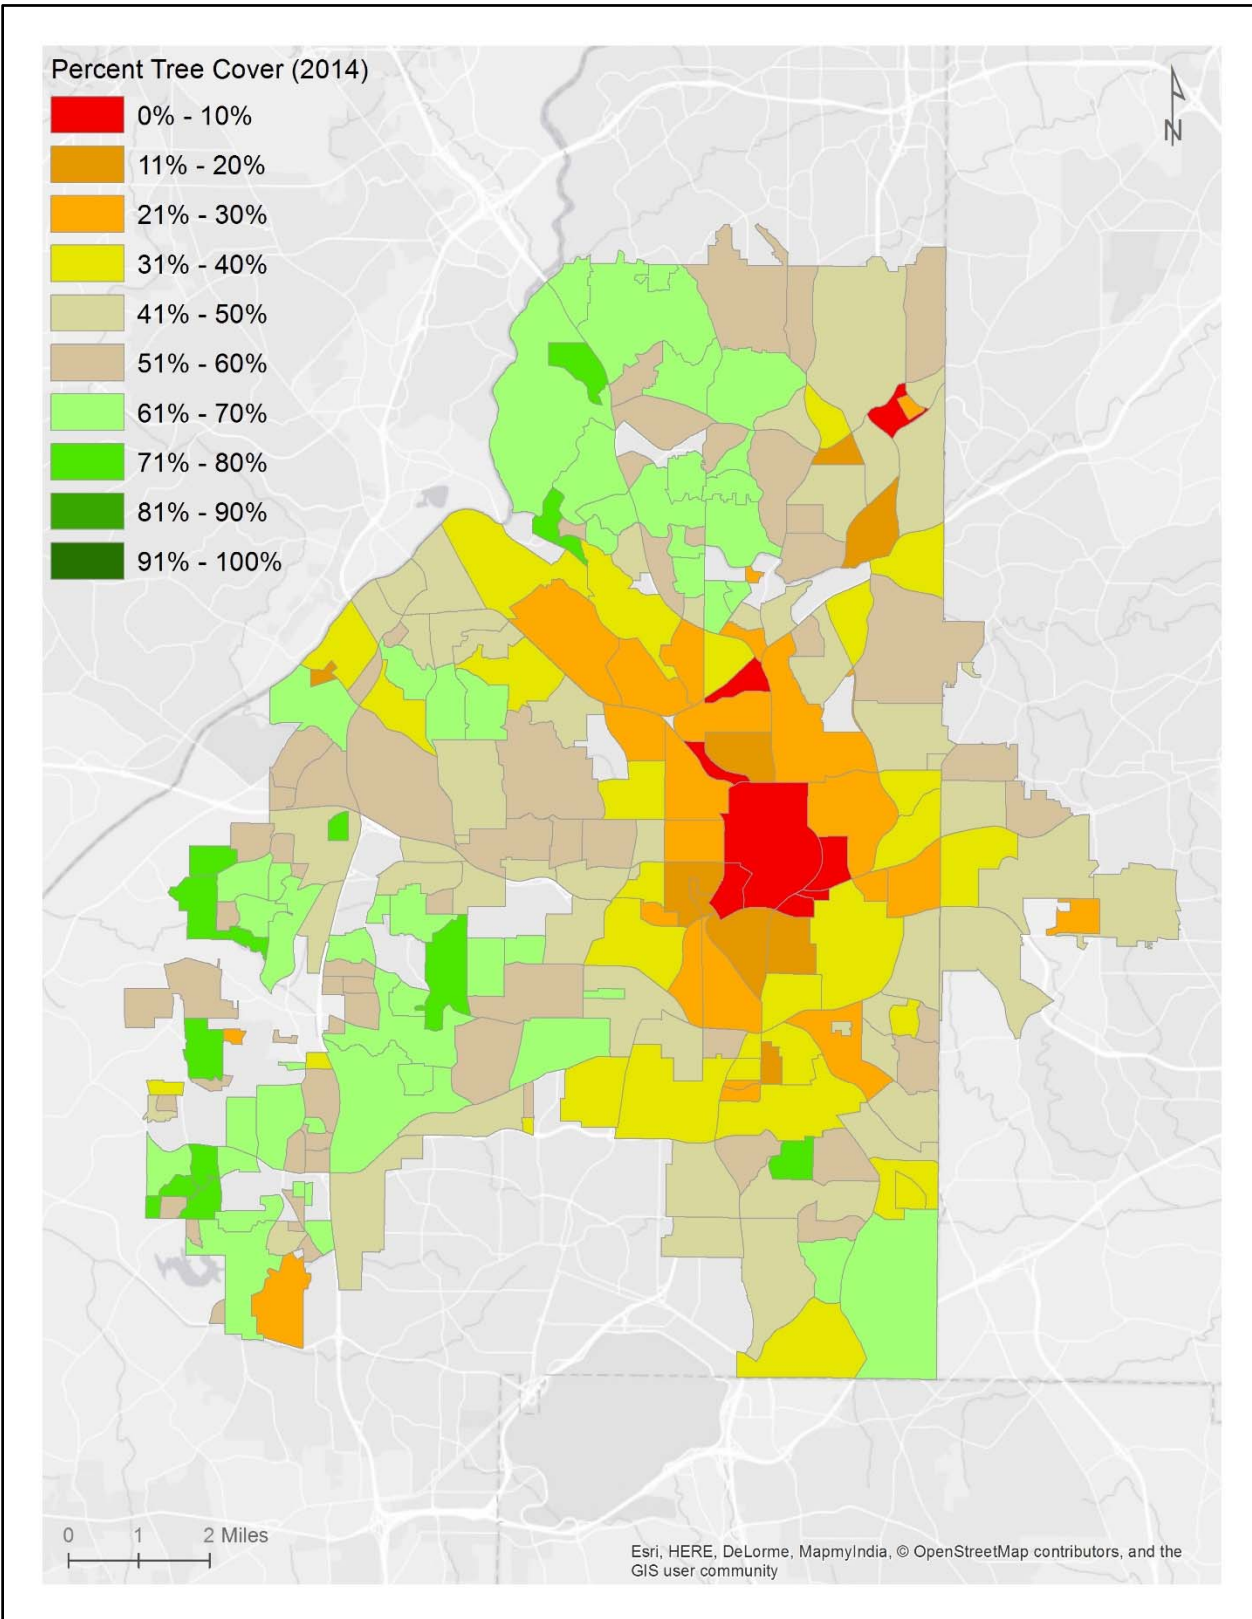 Percent Tree Cover (2014)
0% - 10%
11% - 20%
21% - 30%
31% - 40%
41% - 50%
51% - 60%
61% - 70%
71% - 80%
81% - 90%
91% - 100%
N
0 1 2 Miles
Esri, HERE, DeLorme, MapmyIndia, © OpenStreetMap contributors, and the
GIS user community